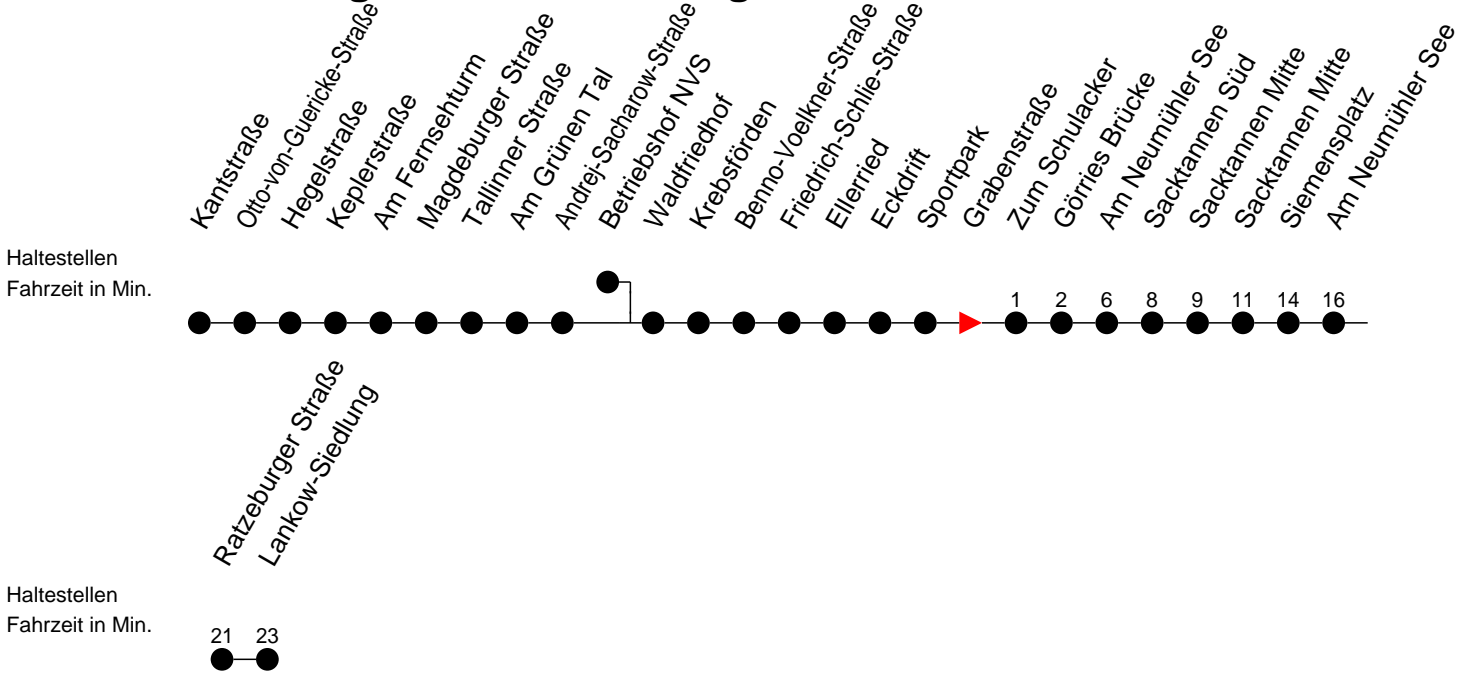 Kantstraße
Otto-von-Guericke-Straße
Hegelstraße
Keplerstraße
Am Fernsehturm
Magdeburger Straße
Tallinner Straße
Am Grünen Tal
Andrej-Sacharow-Straße
Betriebshof NVS
Waldfriedhof
Krebsförden
Benno-Voelkner-Straße
Friedrich-Schlie-Straße
Ellerried
Eckdrift
Sportpark
Grabenstraße
Zum Schulacker
Görries Brücke
Am Neumühler See
Sacktannen Süd
Sacktannen Mitte
Sacktannen Mitte
Siemensplatz
Am Neumühler See
Haltestellen
Fahrzeit in Min.
1 2 6 8 9 11 14 16
Ratzeburger Straße
Lankow-Siedlung
Haltestellen
Fahrzeit in Min.
21 23